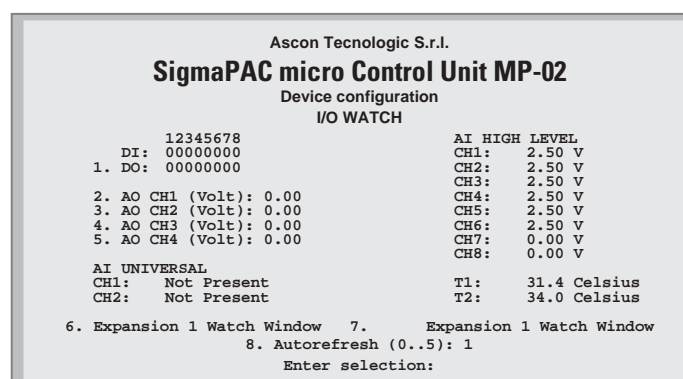 Ascon Tecnologic S.r.l.
SigmaPAC micro Control Unit MP-02
Device configuration
I/O WATCH
12345678 AI HIGH LEVEL
DI: 00000000 CH1: 2.50 V
1. DO: 00000000 CH2: 2.50 V
CH3: 2.50 V
2. AO CH1 (Volt): 0.00 CH4: 2.50 V
3. AO CH2 (Volt): 0.00 CH5: 2.50 V
4. AO CH3 (Volt): 0.00 CH6: 2.50 V
5. AO CH4 (Volt): 0.00 CH7: 0.00 V
CH8: 0.00 V
AI UNIVERSAL
CH1: Not Present T1: 31.4 Celsius
CH2: Not Present T2: 34.0 Celsius
6. Expansion 1 Watch Window 7. Expansion 1 Watch Window
8. Autorefresh (0..5): 1
Enter selection: